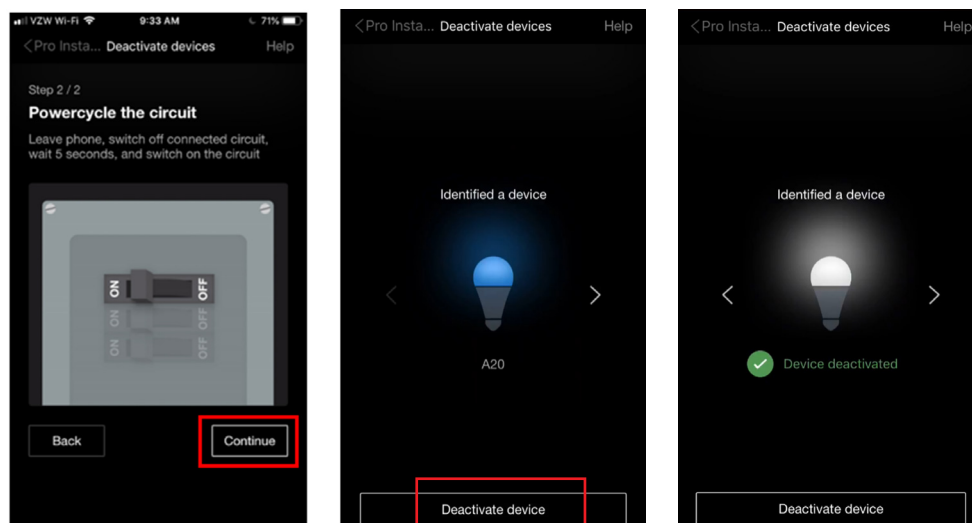 VZW Wi-Fi 9:33 AM 71%
<Pro Insta... Deactivate devices Help
Step 2 / 2
Powercycle the circuit
Leave phone, switch off connected circuit,
wait 5 seconds, and switch on the circuit
ON OFF
ON OFF
ON OFF
Back Continue
<Pro Insta... Deactivate devices Help
Identified a device
A20
Deactivate device
<Pro Insta... Deactivate devices Help
Identified a device
Device deactivated
Deactivate device